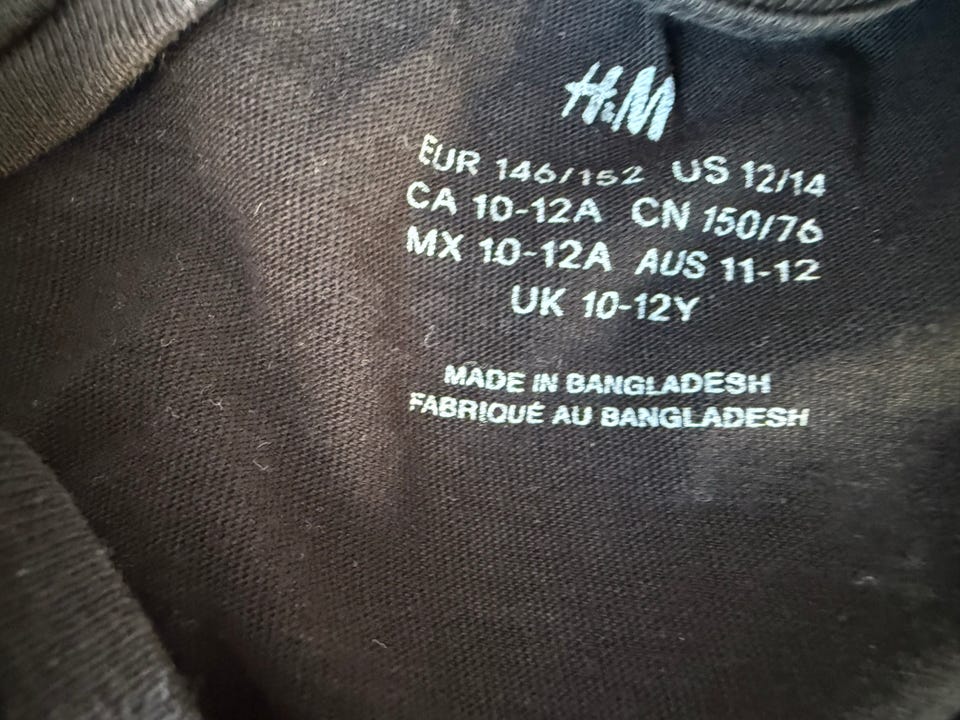 H&M
EUR 146/152 US 12/14
CA 10-12A CN 150/76
MX 10-12A AUS 11-12
UK 10-12Y
MADE IN BANGLADESH
FABRIQUÉ AU BANGLADESH